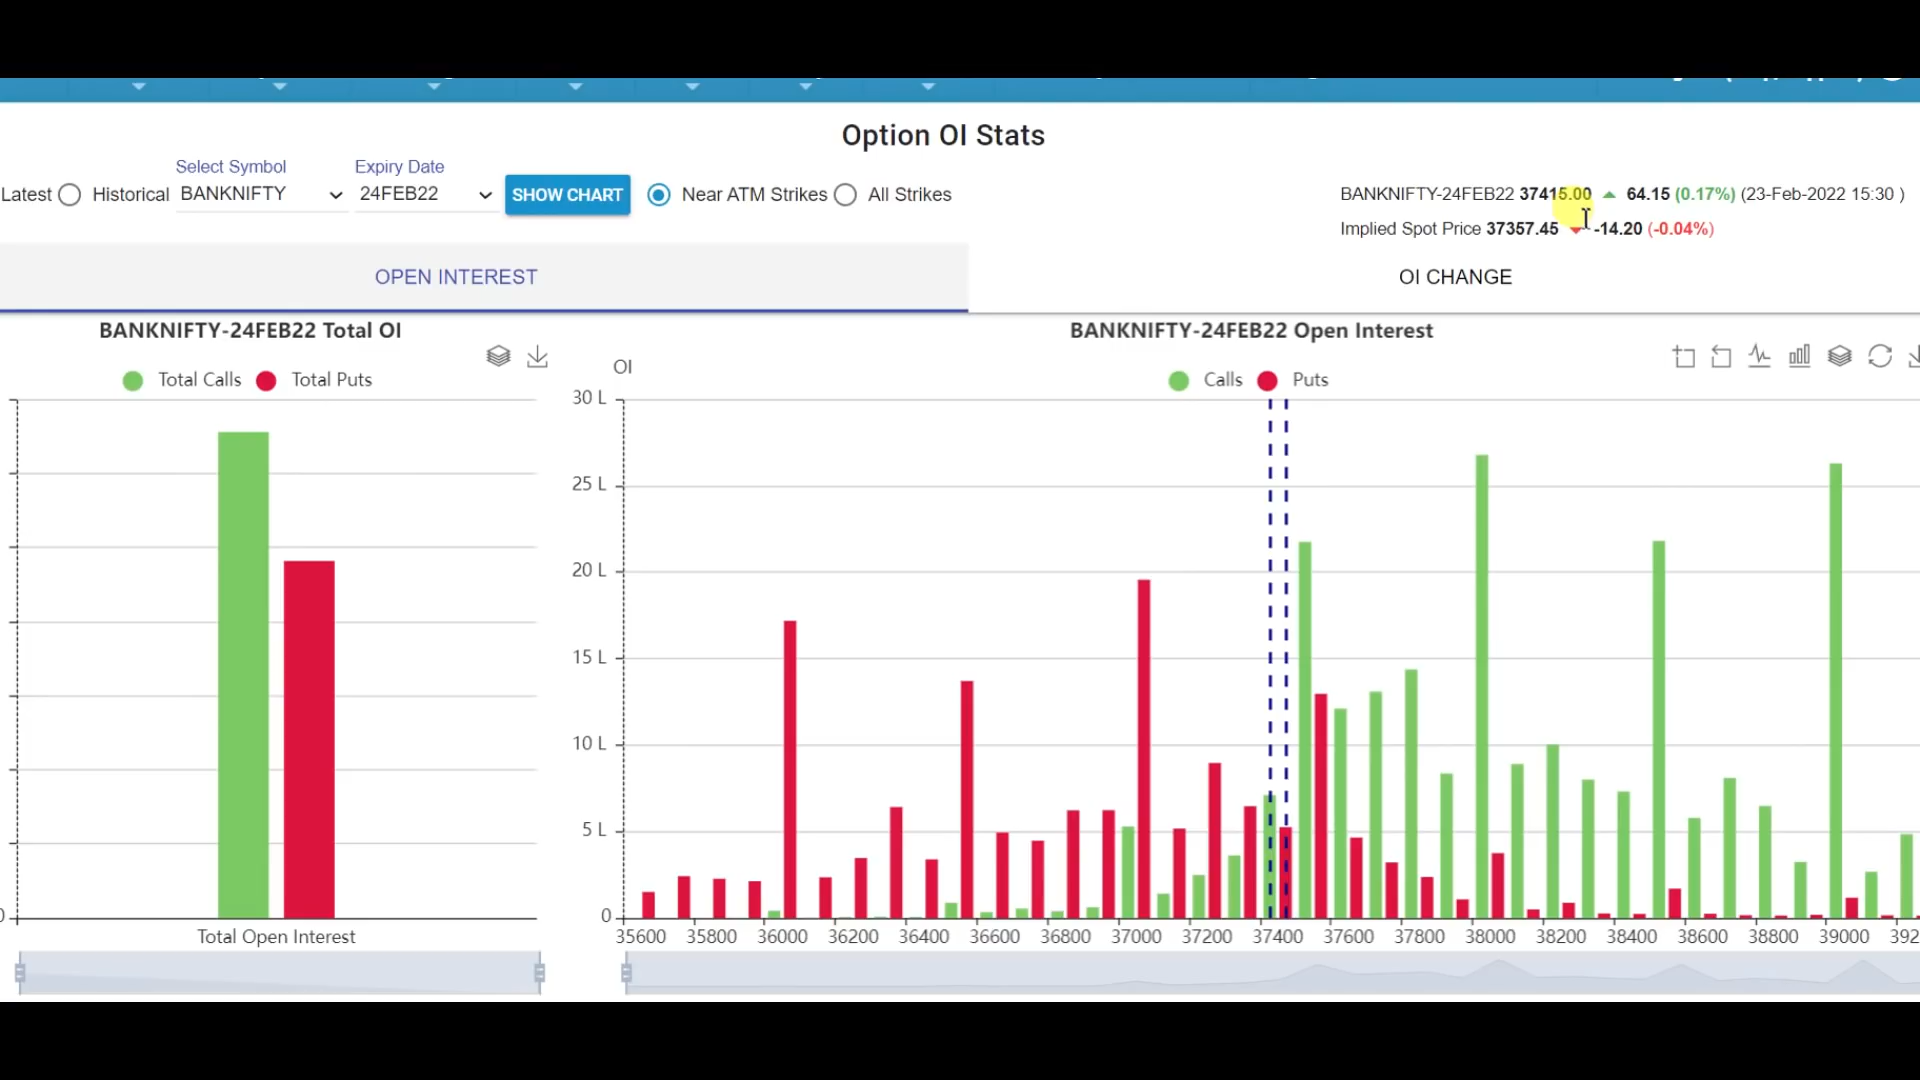 Option OI Stats
Select Symbol Expiry Date
Latest Historical BANKNIFTY 24FEB22 SHOW CHART Near ATM Strikes All Strikes
BANKNIFTY-24FEB22 37415.00 64.15 (0.17%) (23-Feb-2022 15:30 )
Implied Spot Price 37357.45 -14.20 (-0.04%)
OPEN INTEREST OI CHANGE
BANKNIFTY-24FEB22 Total OI
Total Calls Total Puts
0
Total Open Interest
BANKNIFTY-24FEB22 Open Interest
OI
Calls Puts
30 L
25 L
20 L
15 L
10 L
5 L
0
35600 35800 36000 36200 36400 36600 36800 37000 37200 37400 37600 37800 38000 38200 38400 38600 38800 39000 392